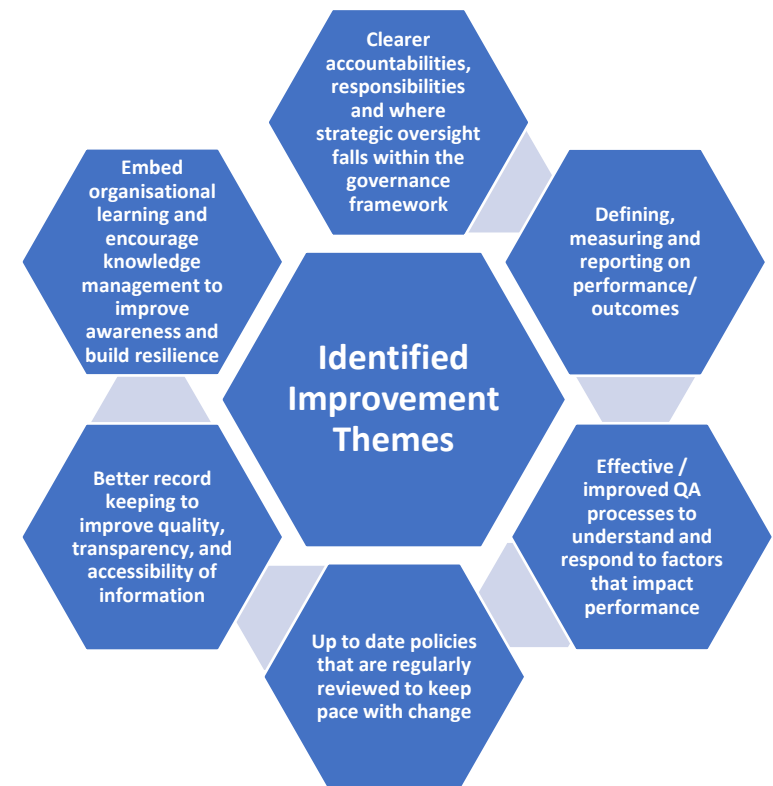 Clearer
accountabilities,
responsibilities
and where
strategic oversight
falls within the
governance
framework
Defining,
measuring and
reporting on
performance/
outcomes
Effective /
improved QA
processes to
understand and
respond to factors
that impact
performance
Up to date policies
that are regularly
reviewed to keep
pace with change
Better record
keeping to
improve quality,
transparency, and
accessibility of
information
Embed
organisational
learning and
encourage
knowledge
management to
improve
awareness and
build resilience
Identified
Improvement
Themes